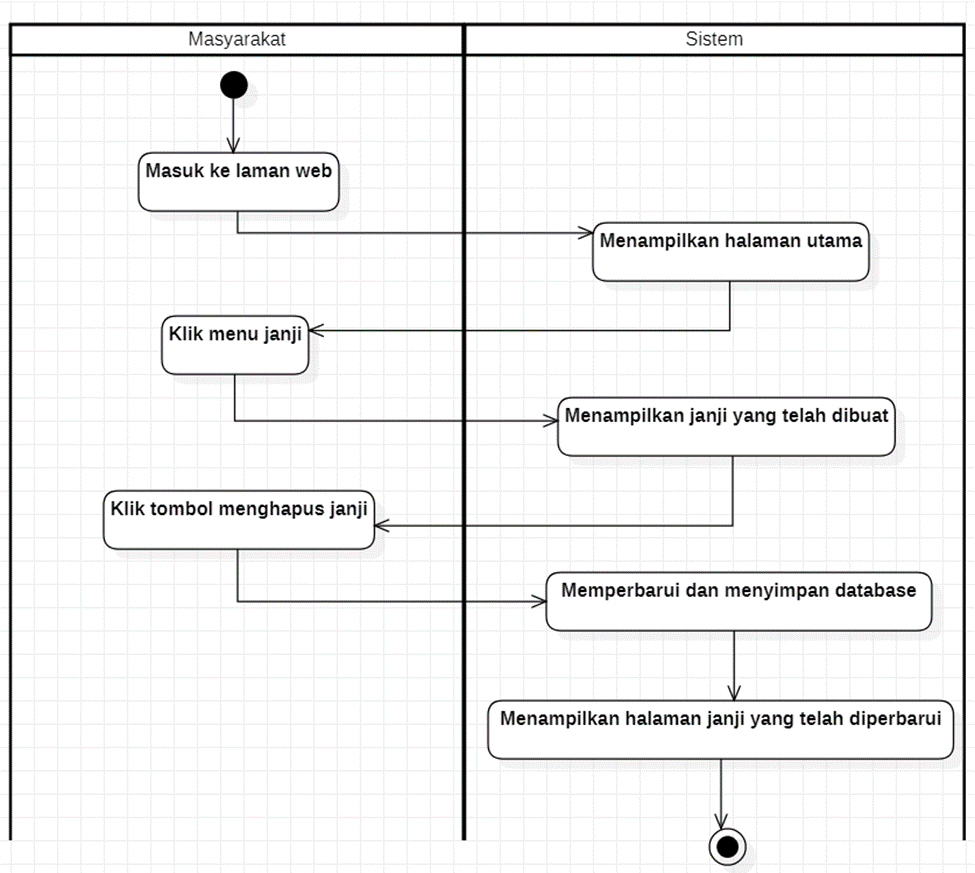 Masyarakat
Sistem
Masuk ke laman web
Menampilkan halaman utama
Klik menu janji
Menampilkan janji yang telah dibuat
Klik tombol menghapus janji
Memperbarui dan menyimpan database
Menampilkan halaman janji yang telah diperbarui